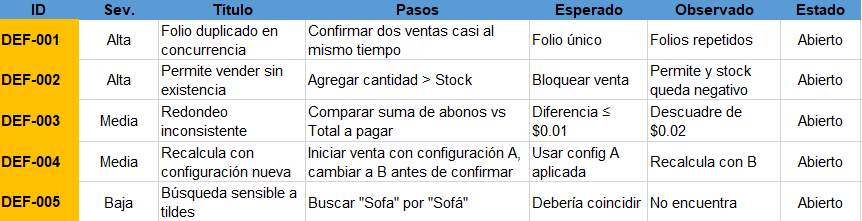 ID Sev. Titulo Pasos Esperado Observado Estado
DEF-001 Alta Folio duplicado en concurrencia Confirmar dos ventas casi al mismo tiempo Folio único Folios repetidos Abierto
DEF-002 Alta Permite vender sin existencia Agregar cantidad > Stock Bloquear venta Permite y stock queda negativo Abierto
DEF-003 Media Redondeo inconsistente Comparar suma de abonos vs Total a pagar Diferencia ≤ $0.01 Descuadre de $0.02 Abierto
DEF-004 Media Recalcula con configuración nueva Iniciar venta con configuración A, cambiar a B antes de confirmar Usar config A aplicada Recalcula con B Abierto
DEF-005 Baja Búsqueda sensible a tildes Buscar "Sofa" por "Sofá" Debería coincidir No encuentra Abierto